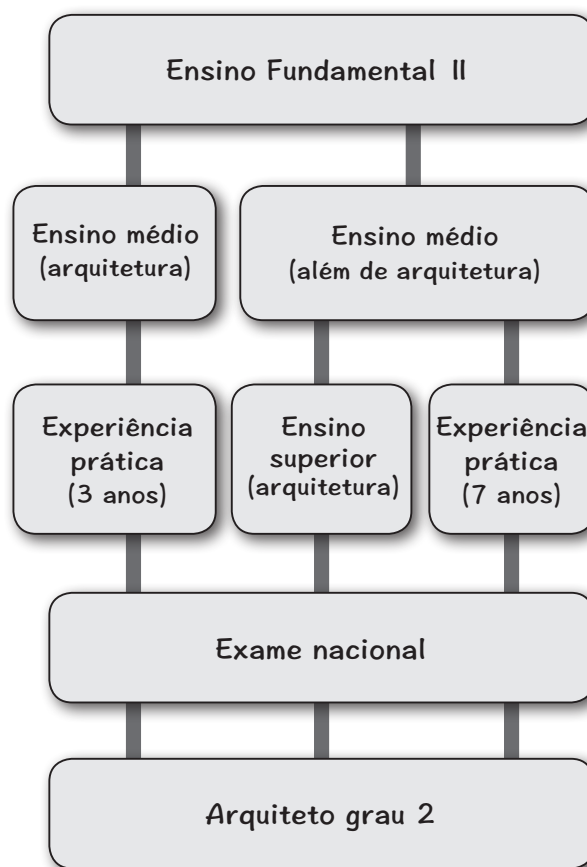 Ensino Fundamental II
Ensino médio
(arquitetura)
Ensino médio
(além de arquitetura)
Experiência
prática
(3 anos)
Ensino
superior
(arquitetura)
Experiência
prática
(7 anos)
Exame nacional
Arquiteto grau 2